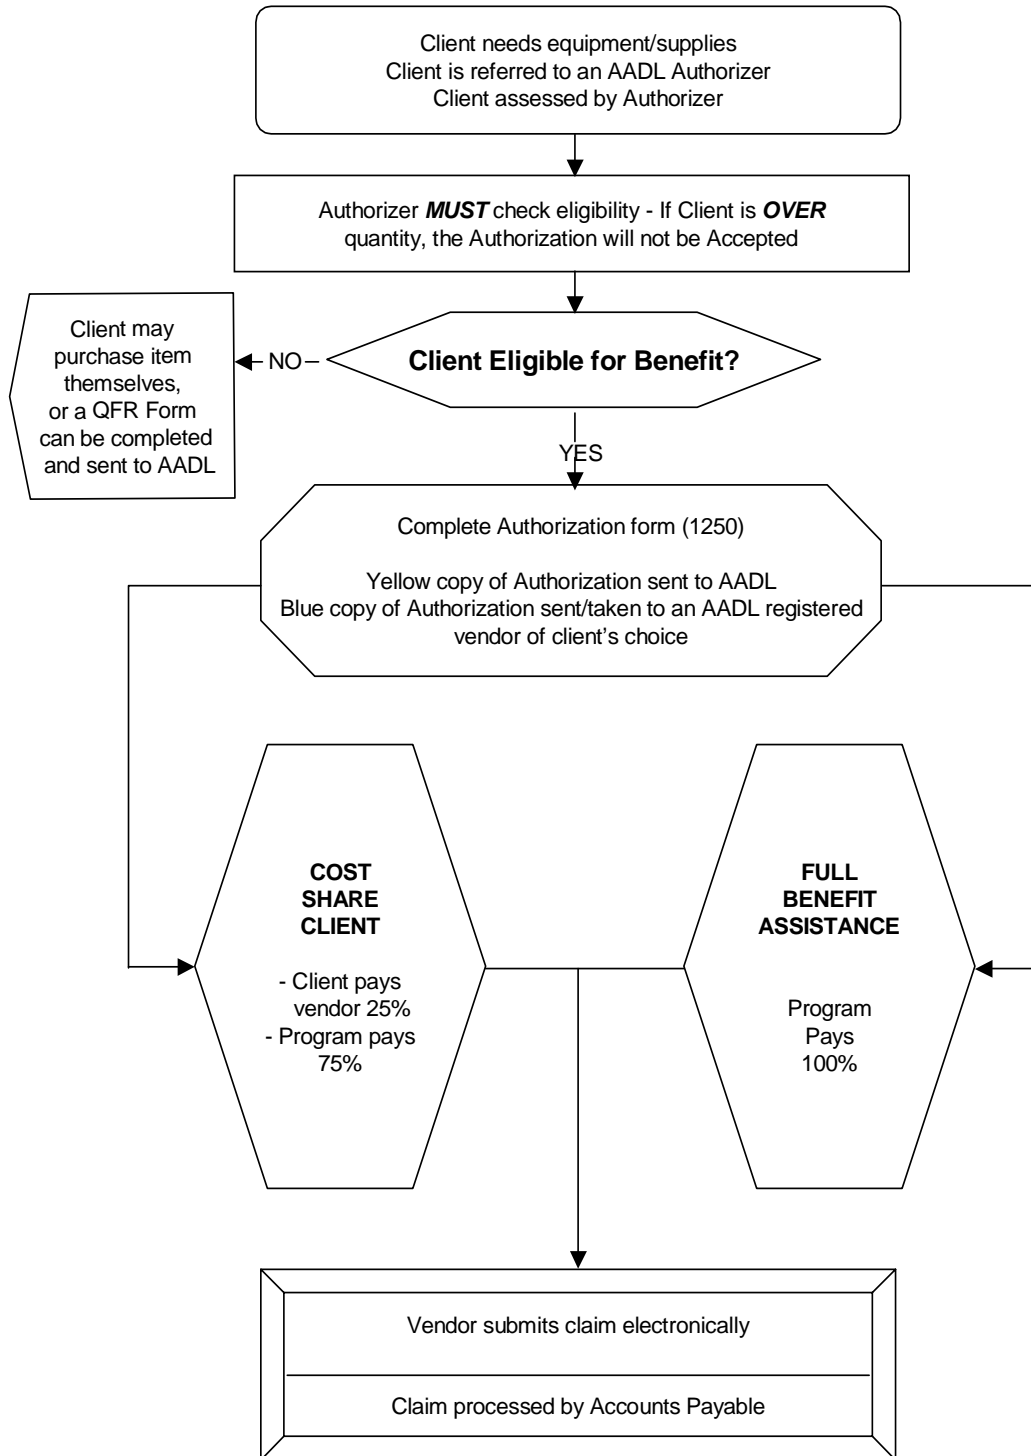 Client needs equipment/supplies
Client is referred to an AADL Authorizer
Client assessed by Authorizer
Authorizer MUST check eligibility - If Client is OVER
quantity, the Authorization will not be Accepted
Client may
purchase item
themselves,
or a QFR Form
can be completed
and sent to AADL
NO
Client Eligible for Benefit?
YES
Complete Authorization form (1250)
Yellow copy of Authorization sent to AADL
Blue copy of Authorization sent/taken to an AADL registered
vendor of client's choice
COST
SHARE
CLIENT
- Client pays
vendor 25%
- Program pays
75%
FULL
BENEFIT
ASSISTANCE
Program
Pays
100%
Vendor submits claim electronically
Claim processed by Accounts Payable